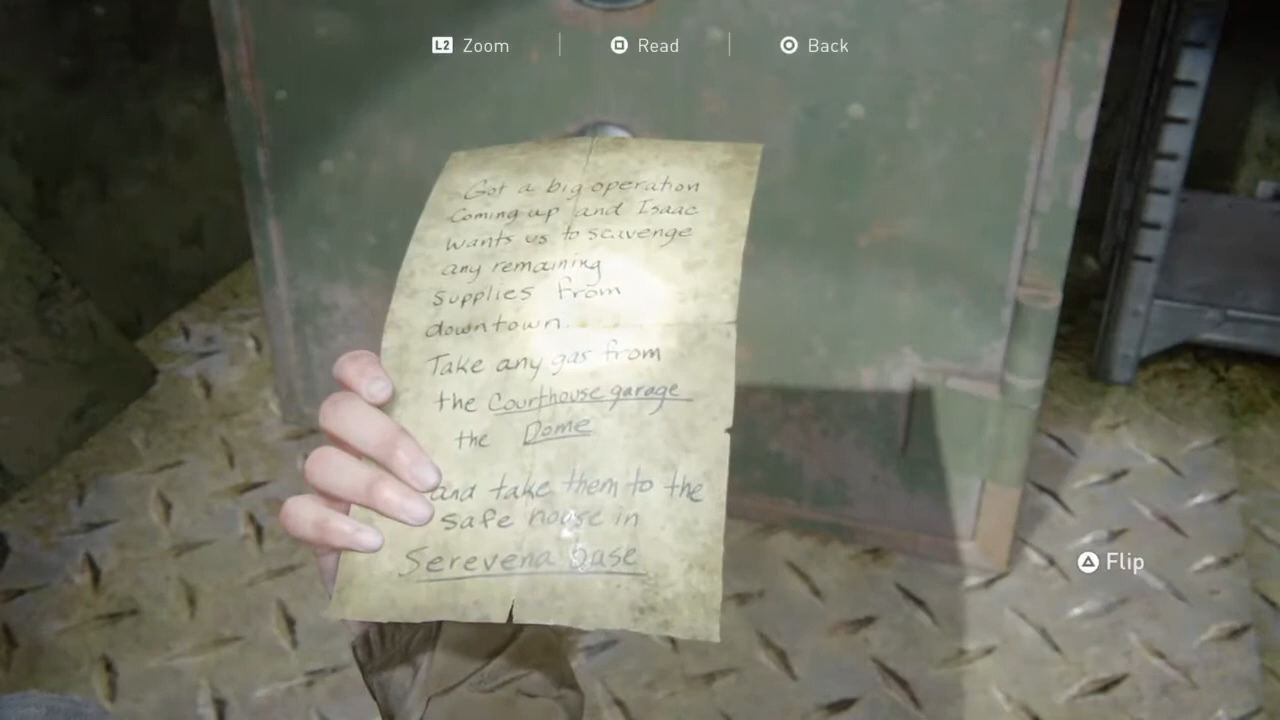 L2 Zoom | Read | Back
Got a big operation
Coming up and Isaac
wants us to scavenge
any remaining
supplies from
downtown.
Take any gas from
the Courthouse garage
the Dome
and take them to the
safe house in
Serevena base
Flip